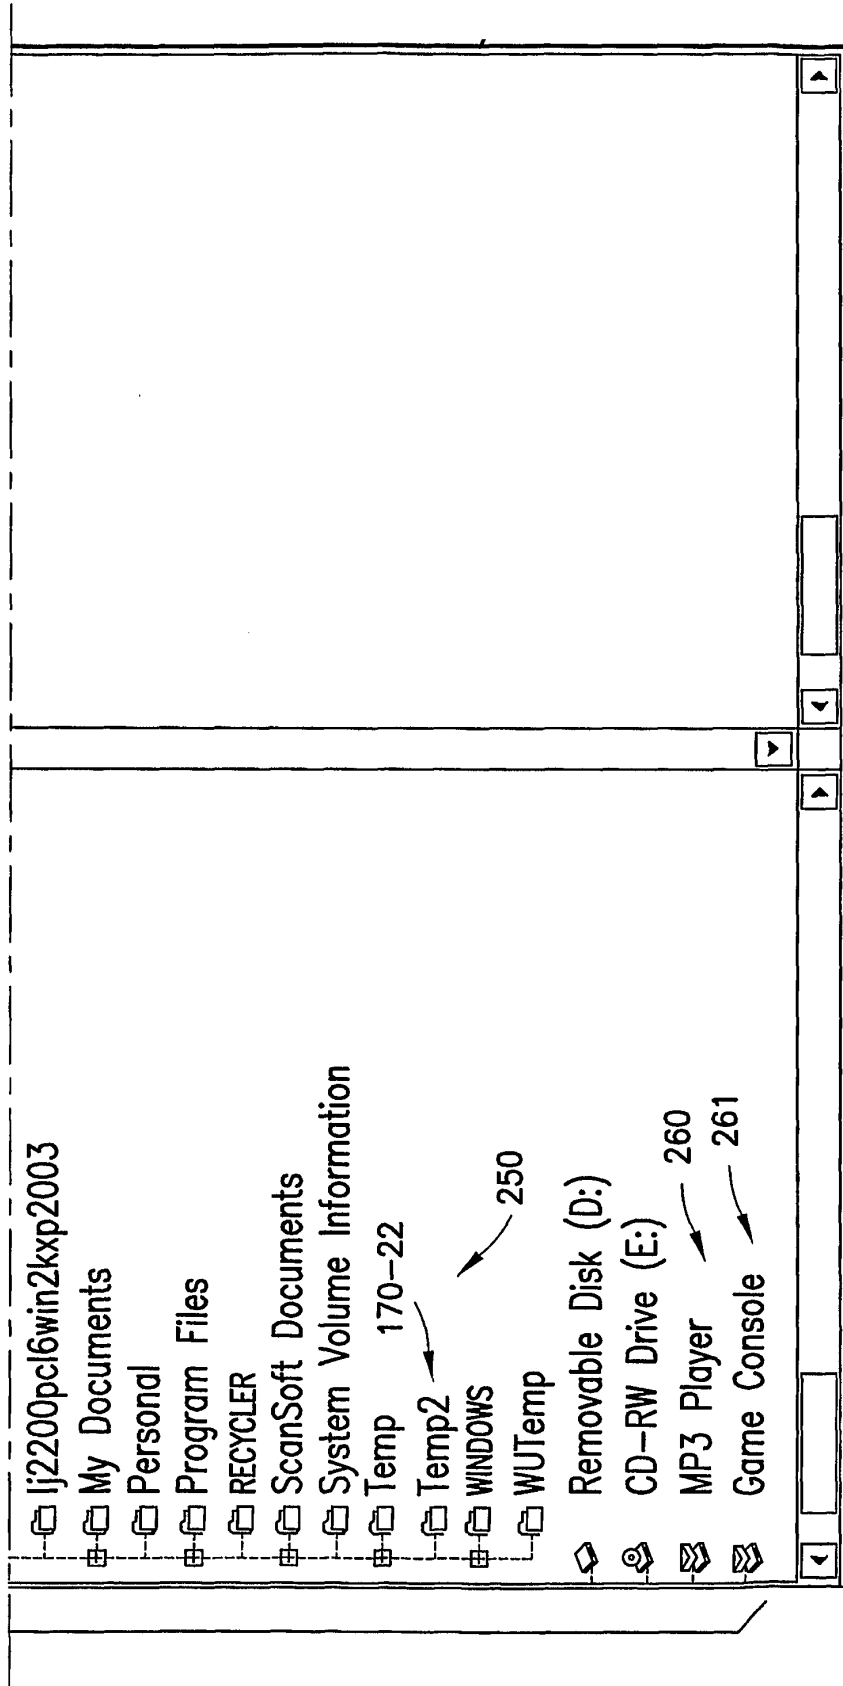 lj2200pcl6win2kxp2003
My Documents
Personal
Program Files
RECYCLER
ScanSoft Documents
System Volume Information
Temp
170-22
Temp2
250
WINDOWS
WUTemp
Removable Disk (D:)
CD-RW Drive (E:)
MP3 Player
260
Game Console
261